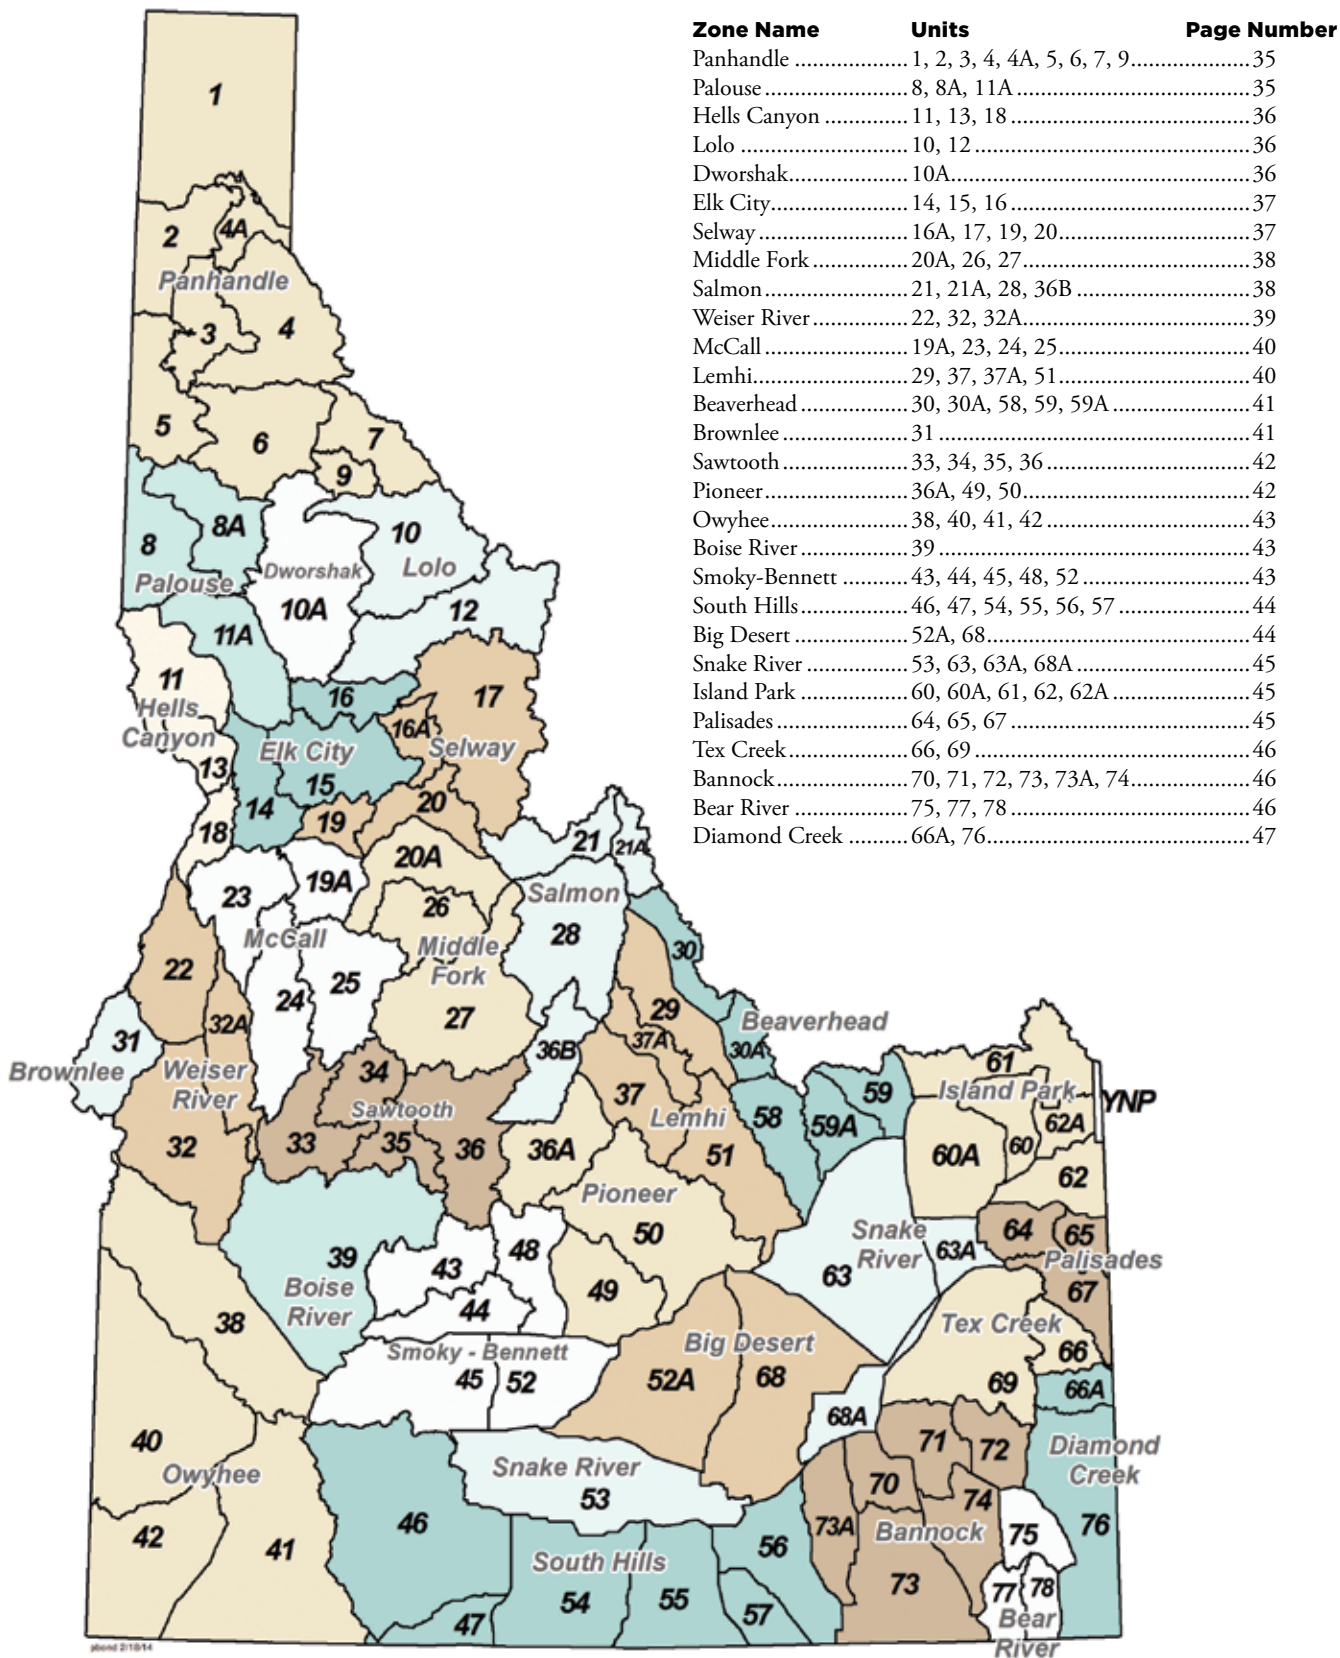 Zone Name Units Page Number
Panhandle ................... 1, 2, 3, 4, 4A, 5, 6, 7, 9.................... 35
Palouse ........................ 8, 8A, 11A ....................................... 35
Hells Canyon .............. 11, 13, 18 ........................................ 36
Lolo ............................ 10, 12 .............................................. 36
Dworshak.................... 10A.................................................. 36
Elk City....................... 14, 15, 16 ........................................ 37
Selway ......................... 16A, 17, 19, 20................................ 37
Middle Fork ................ 20A, 26, 27...................................... 38
Salmon ........................ 21, 21A, 28, 36B ............................. 38
Weiser River ................ 22, 32, 32A...................................... 39
McCall ........................ 19A, 23, 24, 25................................ 40
Lemhi.......................... 29, 37, 37A, 51................................ 40
Beaverhead .................. 30, 30A, 58, 59, 59A ....................... 41
Brownlee ..................... 31 .................................................... 41
Sawtooth ..................... 33, 34, 35, 36 .................................. 42
Pioneer ........................ 36A, 49, 50...................................... 42
Owyhee ....................... 38, 40, 41, 42 .................................. 43
Boise River .................. 39 .................................................... 43
Smoky-Bennett ........... 43, 44, 45, 48, 52 ............................ 43
South Hills .................. 46, 47, 54, 55, 56, 57 ...................... 44
Big Desert ................... 52A, 68............................................ 44
Snake River ................. 53, 63, 63A, 68A ............................. 45
Island Park .................. 60, 60A, 61, 62, 62A ....................... 45
Palisades ...................... 64, 65, 67 ........................................ 45
Tex Creek .................... 66, 69 .............................................. 46
Bannock ...................... 70, 71, 72, 73, 73A, 74.................... 46
Bear River ................... 75, 77, 78 ........................................ 46
Diamond Creek .......... 66A, 76............................................ 47
1
2
4A
Panhandle
3
4
5
6
7
9
8
8A
Palouse
Dworshak
10
Lolo
10A
12
11A
11
Hells
Canyon
16
17
16A
Selway
Elk City
13
15
14
20
19
18
21
21A
20A
23
19A
26
Salmon
28
McCall
Middle
Fork
22
25
24
27
30
29
31
32A
37A
36B
30A
Beaverhead
Brownlee
Weiser
River
34
Sawtooth
37
Lemhi
58
59
59A
61
Island Park
YNP
62A
60
60A
62
32
33
35
36
36A
51
Pioneer
50
64
65
Palisades
67
Snake
River
63A
63
39
Boise
River
43
48
44
49
38
Smoky - Bennett
45
52
Big Desert
52A
68
Tex Creek
66
69
66A
68A
40
Owyhee
42
41
46
Snake River
53
71
72
Diamond
Creek
70
74
73A
Bannock
75
76
56
South Hills
54
55
57
47
73
77
78
Bear
River
pbond 2/18/14